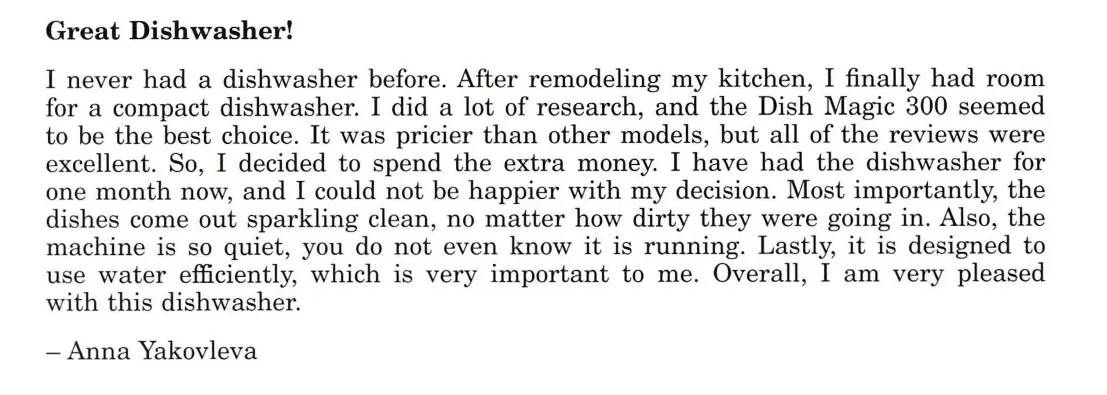 Great Dishwasher!
I never had a dishwasher before. After remodeling my kitchen, I finally had room
for a compact dishwasher. I did a lot of research, and the Dish Magic 300 seemed
to be the best choice. It was pricier than other models, but all of the reviews were
excellent. So, I decided to spend the extra money. I have had the dishwasher for
one month now, and I could not be happier with my decision. Most importantly, the
dishes come out sparkling clean, no matter how dirty they were going in. Also, the
machine is so quiet, you do not even know it is running. Lastly, it is designed to
use water efficiently, which is very important to me. Overall, I am very pleased
with this dishwasher.
– Anna Yakovleva